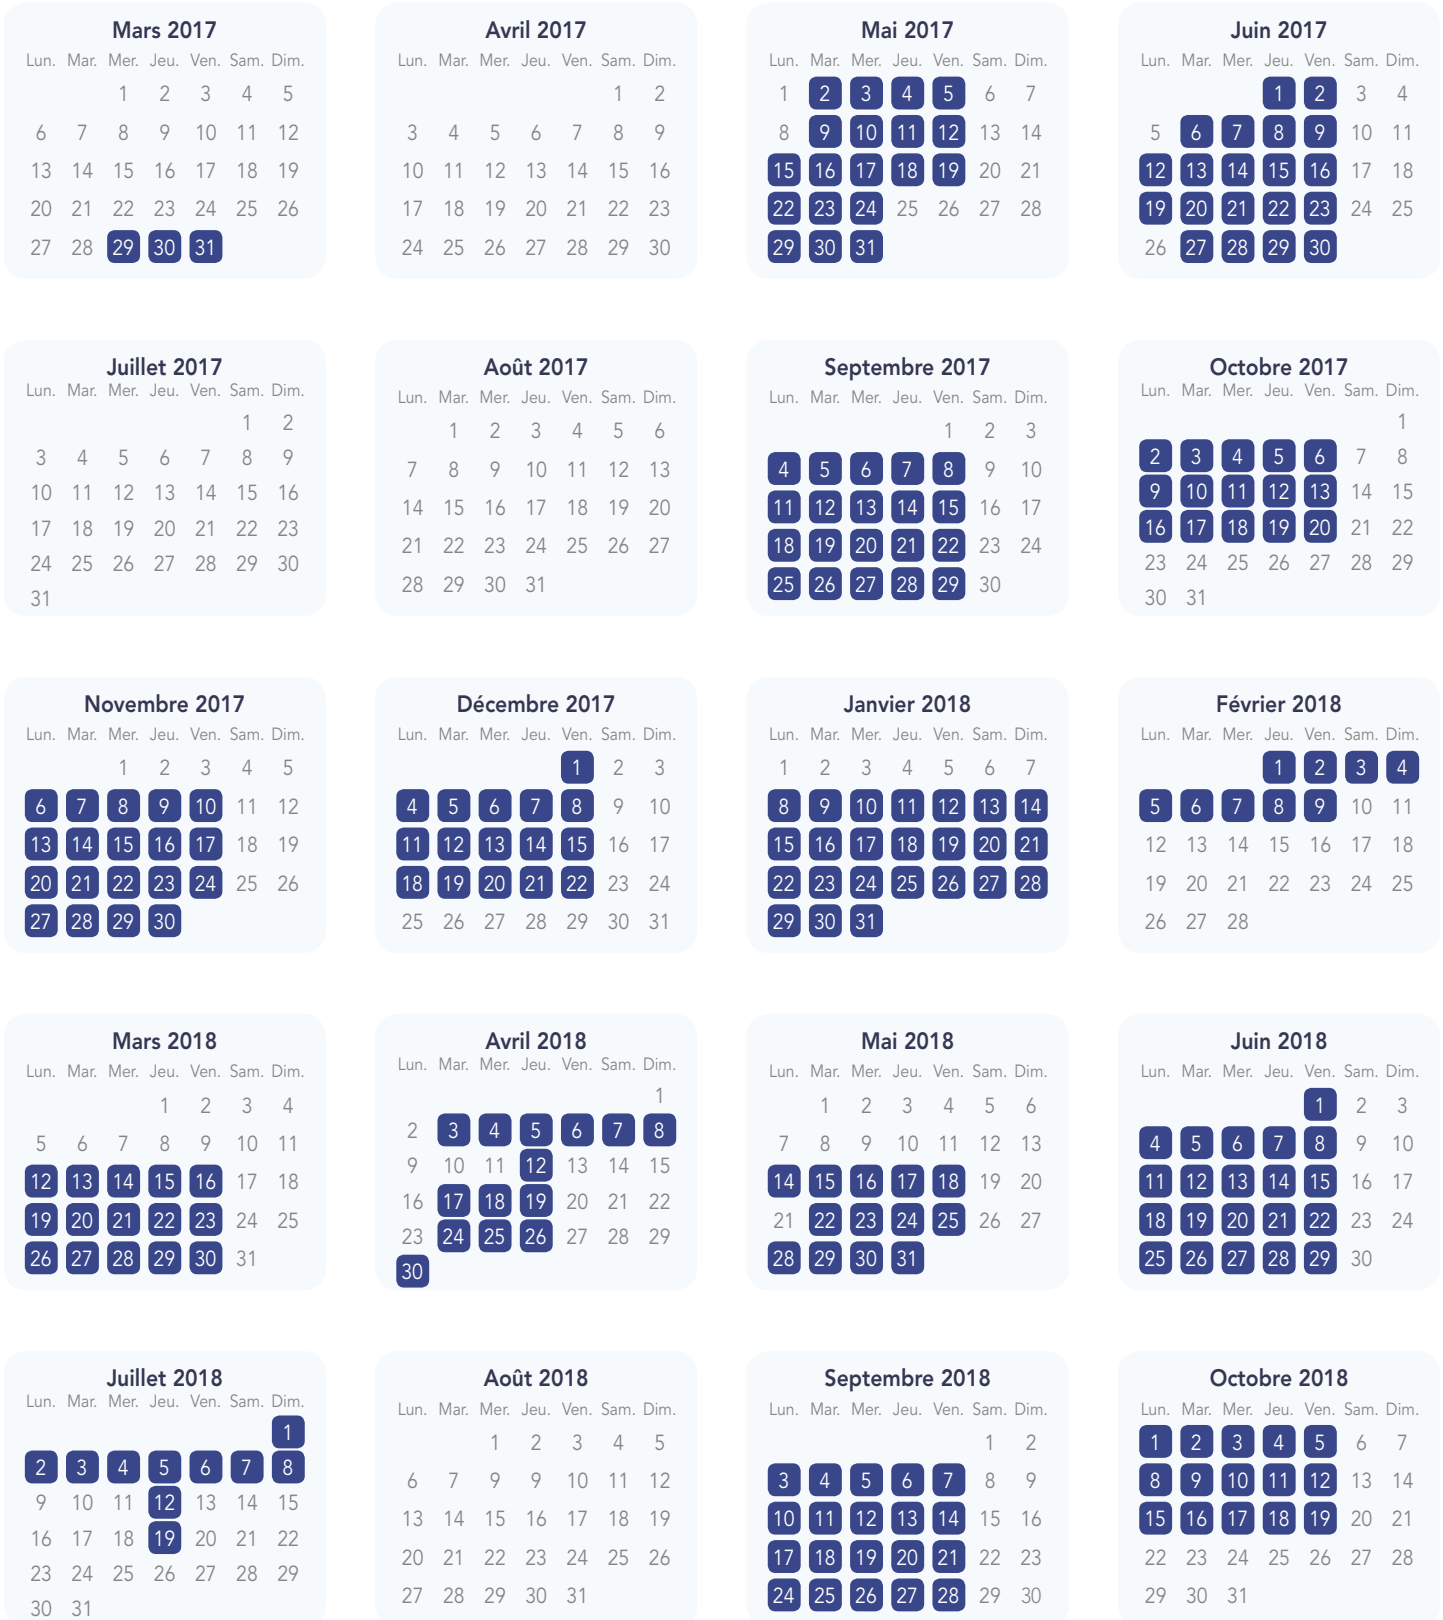 Mars 2017
Lun. Mar. Mer. Jeu. Ven. Sam. Dim.
1 2 3 4 5
6 7 8 9 10 11 12
13 14 15 16 17 18 19
20 21 22 23 24 25 26
27 28 29 30 31
Avril 2017
Lun. Mar. Mer. Jeu. Ven. Sam. Dim.
1 2
3 4 5 6 7 8 9
10 11 12 13 14 15 16
17 18 19 20 21 22 23
24 25 26 27 28 29 30
Mai 2017
Lun. Mar. Mer. Jeu. Ven. Sam. Dim.
1 2 3 4 5 6 7
8 9 10 11 12 13 14
15 16 17 18 19 20 21
22 23 24 25 26 27 28
29 30 31
Juin 2017
Lun. Mar. Mer. Jeu. Ven. Sam. Dim.
1 2 3 4
5 6 7 8 9 10 11
12 13 14 15 16 17 18
19 20 21 22 23 24 25
26 27 28 29 30
Juillet 2017
Lun. Mar. Mer. Jeu. Ven. Sam. Dim.
1 2
3 4 5 6 7 8 9
10 11 12 13 14 15 16
17 18 19 20 21 22 23
24 25 26 27 28 29 30
31
Août 2017
Lun. Mar. Mer. Jeu. Ven. Sam. Dim.
1 2 3 4 5 6
7 8 9 10 11 12 13
14 15 16 17 18 19 20
21 22 23 24 25 26 27
28 29 30 31
Septembre 2017
Lun. Mar. Mer. Jeu. Ven. Sam. Dim.
1 2 3
4 5 6 7 8 9 10
11 12 13 14 15 16 17
18 19 20 21 22 23 24
25 26 27 28 29 30
Octobre 2017
Lun. Mar. Mer. Jeu. Ven. Sam. Dim.
1
2 3 4 5 6 7 8
9 10 11 12 13 14 15
16 17 18 19 20 21 22
23 24 25 26 27 28 29
30 31
Novembre 2017
Lun. Mar. Mer. Jeu. Ven. Sam. Dim.
1 2 3 4 5
6 7 8 9 10 11 12
13 14 15 16 17 18 19
20 21 22 23 24 25 26
27 28 29 30
Décembre 2017
Lun. Mar. Mer. Jeu. Ven. Sam. Dim.
1 2 3
4 5 6 7 8 9 10
11 12 13 14 15 16 17
18 19 20 21 22 23 24
25 26 27 28 29 30 31
Janvier 2018
Lun. Mar. Mer. Jeu. Ven. Sam. Dim.
1 2 3 4 5 6 7
8 9 10 11 12 13 14
15 16 17 18 19 20 21
22 23 24 25 26 27 28
29 30 31
Février 2018
Lun. Mar. Mer. Jeu. Ven. Sam. Dim.
1 2 3 4
5 6 7 8 9 10 11
12 13 14 15 16 17 18
19 20 21 22 23 24 25
26 27 28
Mars 2018
Lun. Mar. Mer. Jeu. Ven. Sam. Dim.
1 2 3 4
5 6 7 8 9 10 11
12 13 14 15 16 17 18
19 20 21 22 23 24 25
26 27 28 29 30 31
Avril 2018
Lun. Mar. Mer. Jeu. Ven. Sam. Dim.
1
2 3 4 5 6 7 8
9 10 11 12 13 14 15
16 17 18 19 20 21 22
23 24 25 26 27 28 29
30
Mai 2018
Lun. Mar. Mer. Jeu. Ven. Sam. Dim.
1 2 3 4 5 6
7 8 9 10 11 12 13
14 15 16 17 18 19 20
21 22 23 24 25 26 27
28 29 30 31
Juin 2018
Lun. Mar. Mer. Jeu. Ven. Sam. Dim.
1 2 3
4 5 6 7 8 9 10
11 12 13 14 15 16 17
18 19 20 21 22 23 24
25 26 27 28 29 30
Juillet 2018
Lun. Mar. Mer. Jeu. Ven. Sam. Dim.
1
2 3 4 5 6 7 8
9 10 11 12 13 14 15
16 17 18 19 20 21 22
23 24 25 26 27 28 29
30 31
Août 2018
Lun. Mar. Mer. Jeu. Ven. Sam. Dim.
1 2 3 4 5
6 7 9 9 10 11 12
13 14 15 16 17 18 19
20 21 22 23 24 25 26
27 28 29 30 31
Septembre 2018
Lun. Mar. Mer. Jeu. Ven. Sam. Dim.
1 2
3 4 5 6 7 8 9
10 11 12 13 14 15 16
17 18 19 20 21 22 23
24 25 26 27 28 29 30
Octobre 2018
Lun. Mar. Mer. Jeu. Ven. Sam. Dim.
1 2 3 4 5 6 7
8 9 10 11 12 13 14
15 16 17 18 19 20 21
22 23 24 25 26 27 28
29 30 31